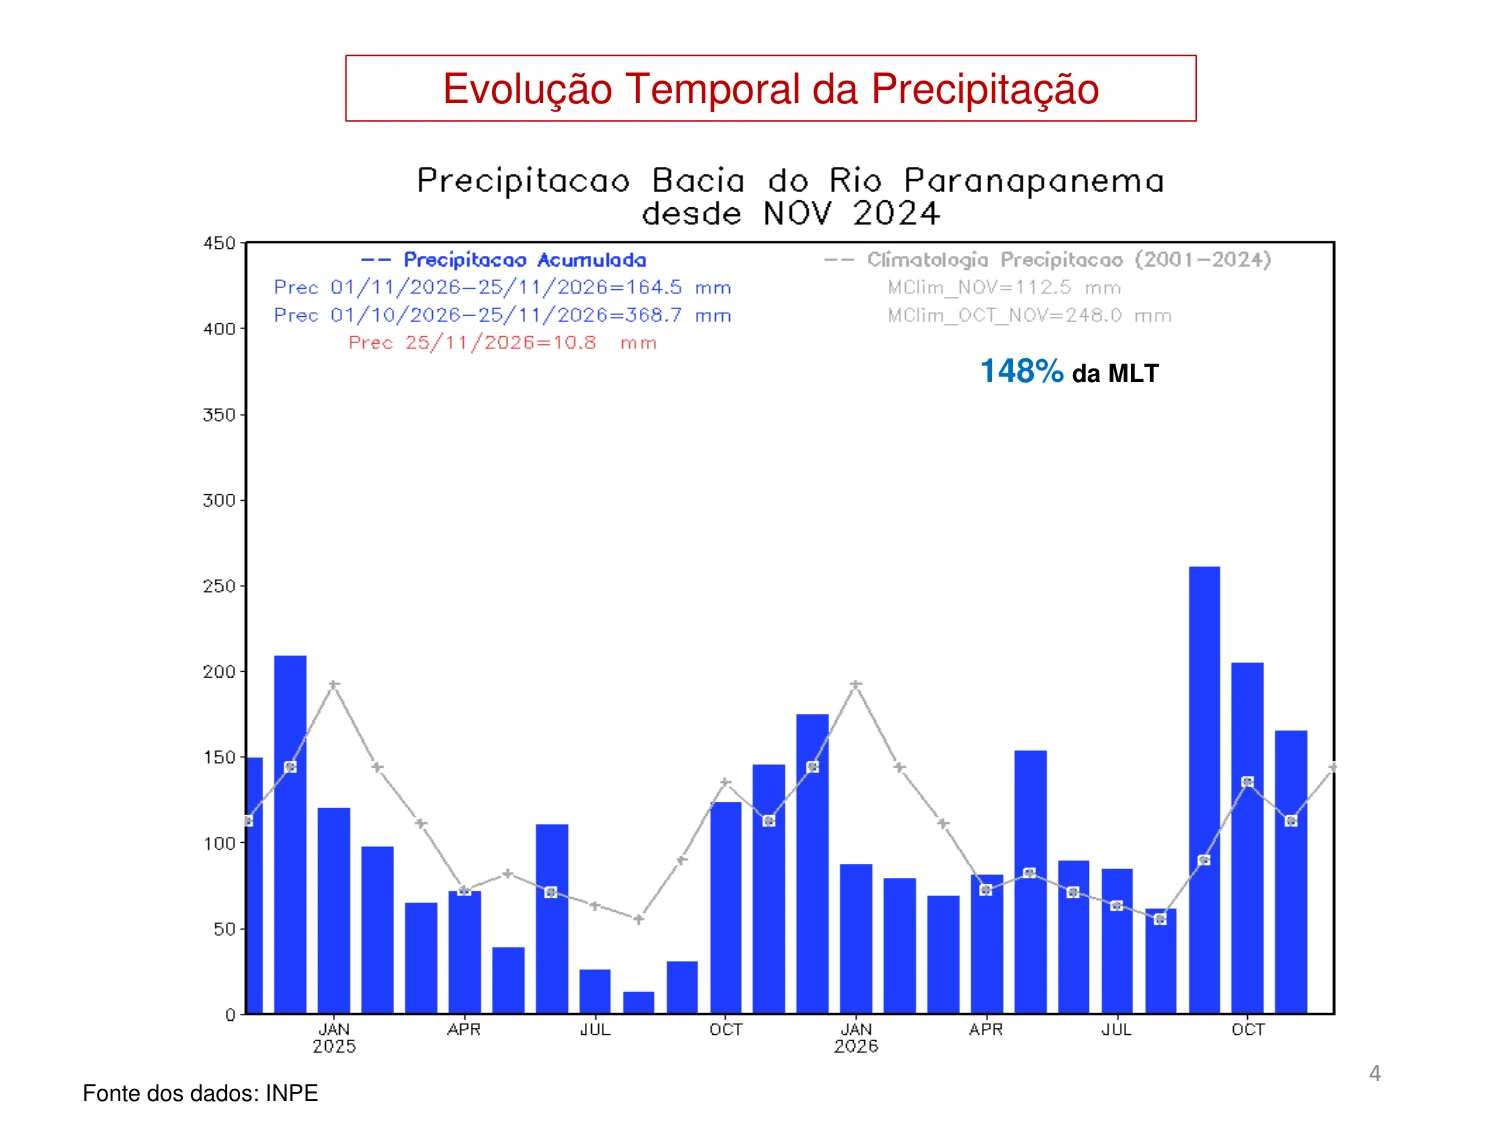 Evolução Temporal da Precipitação
Precipitacao Bacia do Rio Paranapanema
desde NOV 2024
-- Precipitacao Acumulada
Prec 01/11/2026-25/11/2026=164.5 mm
Prec 01/10/2026-25/11/2026=368.7 mm
Prec 25/11/2026=10.8 mm
-- Climatologia Precipitacao (2001-2024)
MClim_NOV=112.5 mm
MClim_OCT_NOV=248.0 mm
148% da MLT
450
400
350
300
250
200
150
100
50
0
JAN APR JUL OCT JAN APR JUL OCT
2025 2026
4
Fonte dos dados: INPE